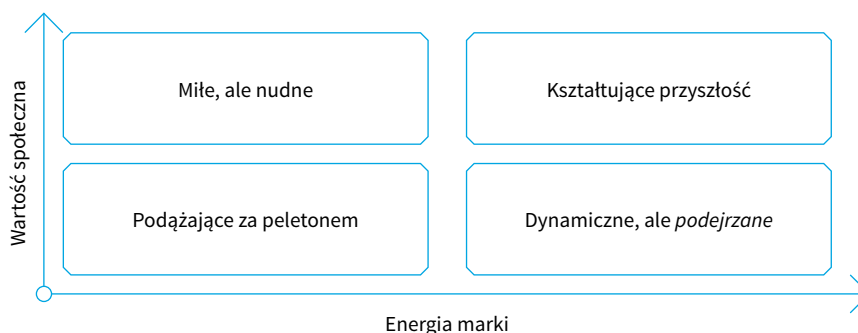 Wartość społeczna
Miłe, ale nudne
Kształtujące przyszłość
Podążające za peletonem
Dynamiczne, ale podejrzane
Energia marki